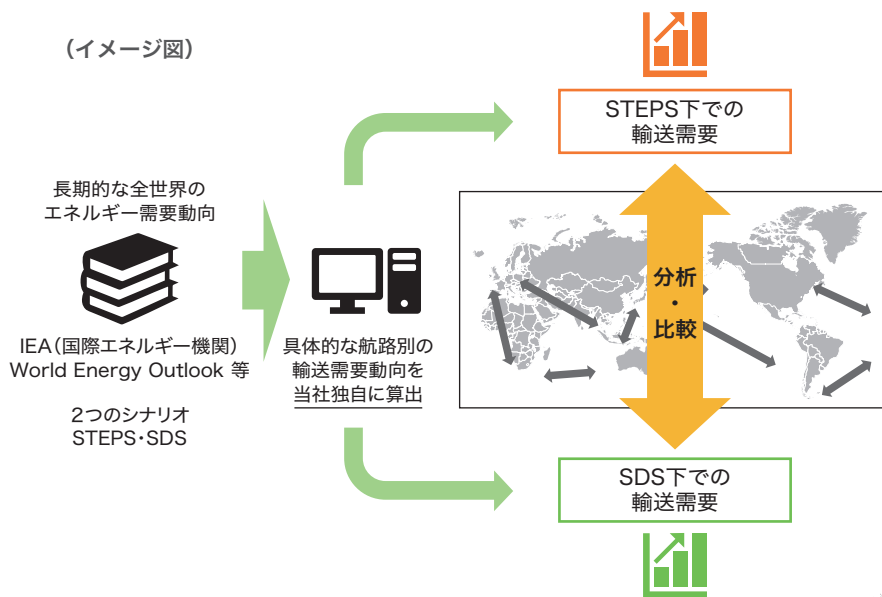 （イメージ図）
STEPS下での
輸送需要
長期的な全世界の
エネルギー需要動向
分析
・
比較
IEA（国際エネルギー機関）
World Energy Outlook 等
具体的な航路別の
輸送需要動向を
当社独自に算出
2つのシナリオ
STEPS・SDS
SDS下での
輸送需要